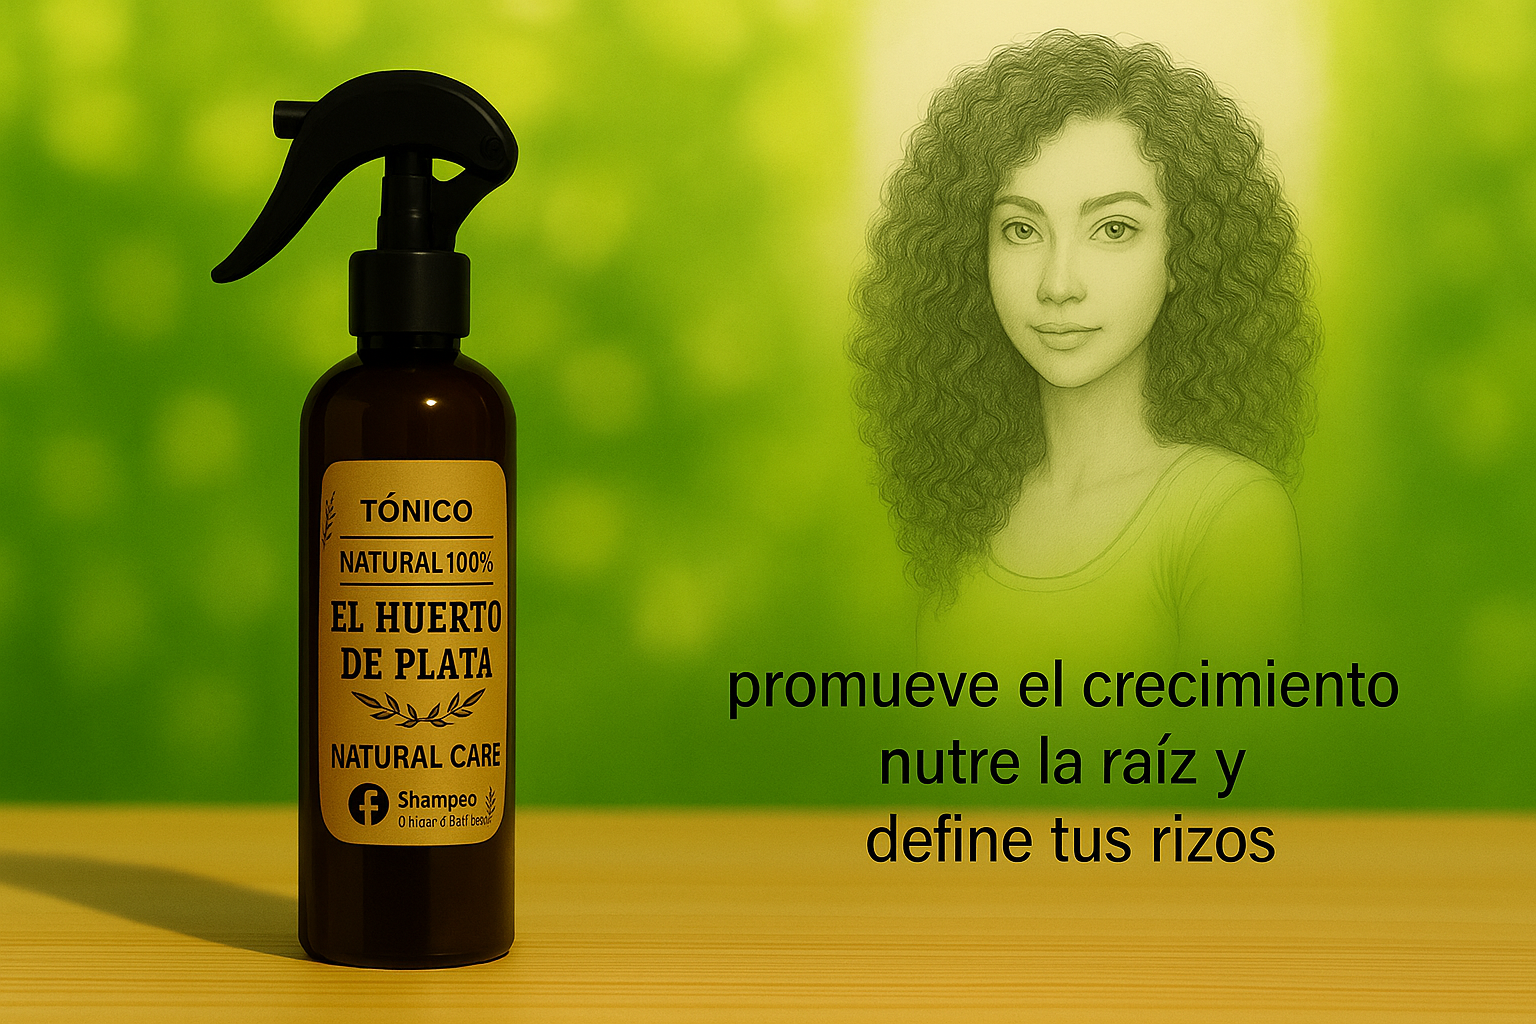 TÓNICO
NATURAL 100%
EL HUERTO
DE PLATA
NATURAL CARE
Shampeo
promueve el crecimiento
nutre la raíz y
define tus rizos